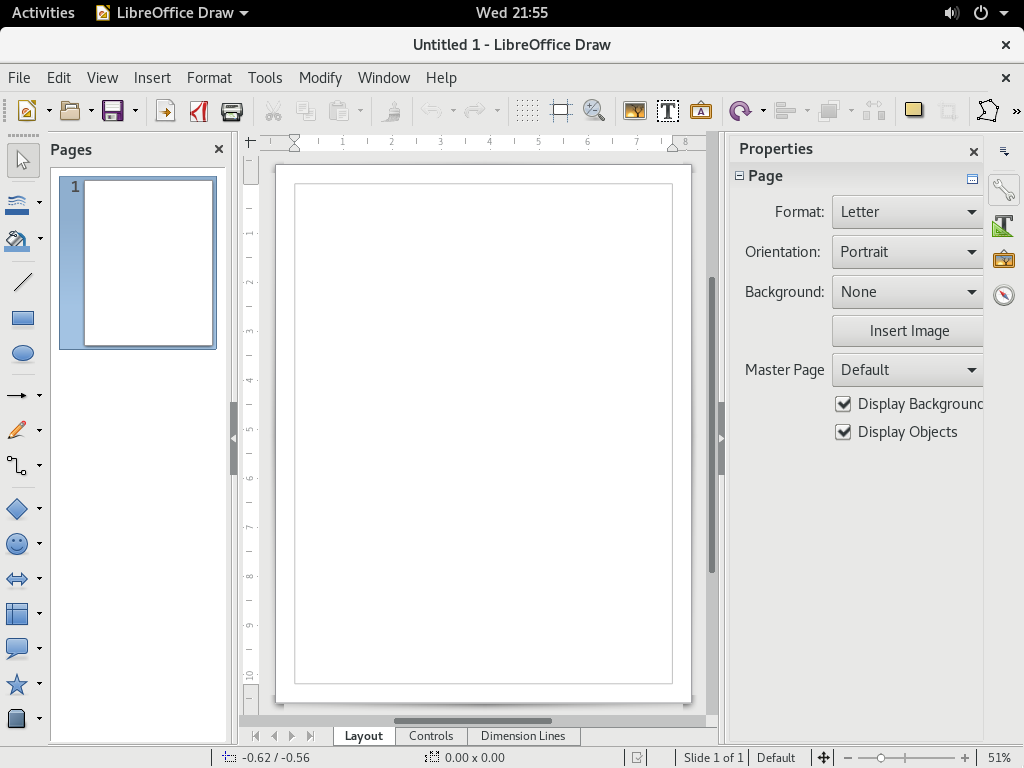 Activities LibreOffice Draw Wed 21:55
Untitled 1 - LibreOffice Draw
File Edit View Insert Format Tools Modify Window Help
Pages
1
1 2 3 4 5 6 7 8
1
2
3
4
5
6
7
8
9
10
Properties
Page
Format: Letter
Orientation: Portrait
Background: None
Insert Image
Master Page Default
Display Background
Display Objects
Layout Controls Dimension Lines
-0.62 / -0.56 0.00 x 0.00 Slide 1 of 1 Default 51%